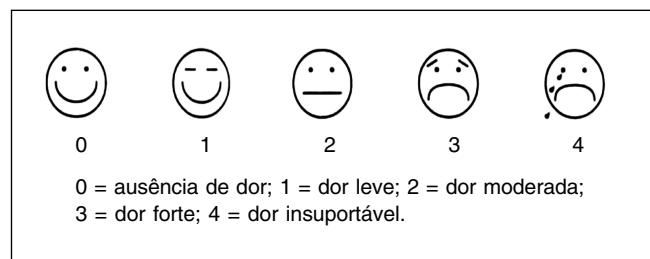 0 1 2 3 4
0 = ausência de dor; 1 = dor leve; 2 = dor moderada;
3 = dor forte; 4 = dor insuportável.